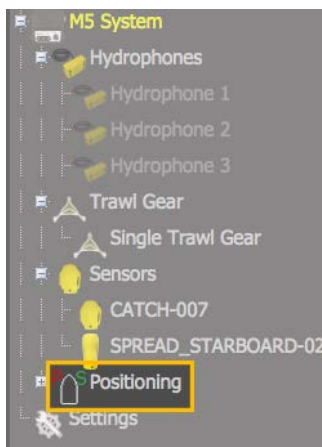 M5 System
Hydrophones
Hydrophone 1
Hydrophone 2
Hydrophone 3
Trawl Gear
Single Trawl Gear
Sensors
CATCH-007
SPREAD_STARBOARD-02
Positioning
Settings